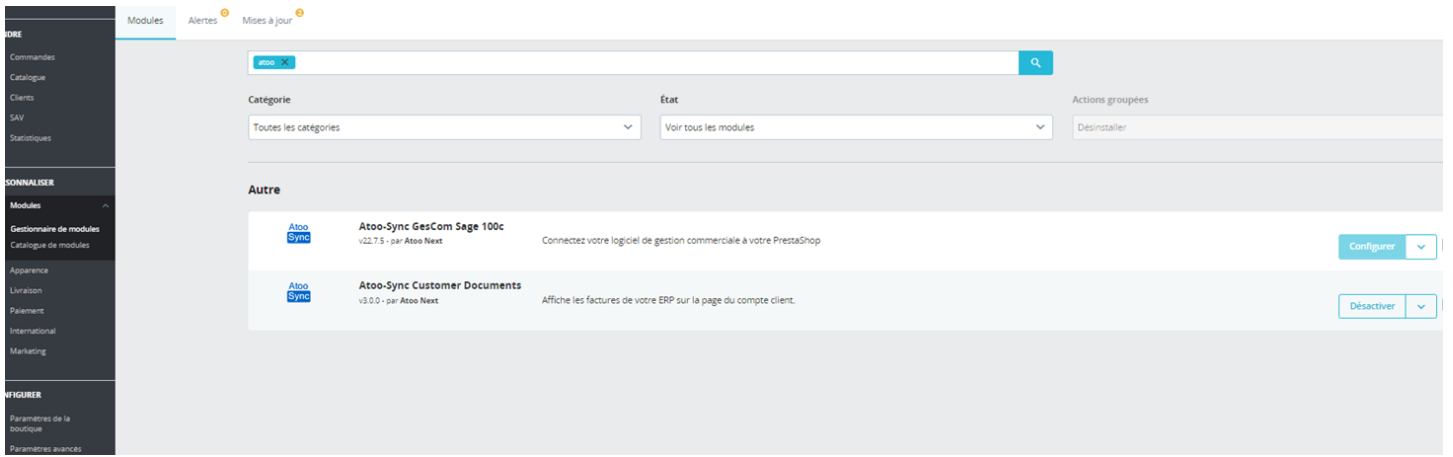 Modules
Alertes 0
Mises à jour 2
NDRE
Commandes
Catalogue
Clients
SAV
Statistiques
RSONNALISER
Modules
Gestionnaire de modules
Catalogue de modules
Apparence
Livraison
Paiement
International
Marketing
NFIGURER
Paramètres de la
boutique
Paramètres avancés
atoo
Catégorie
État
Actions groupées
Toutes les catégories
Voir tous les modules
Désinstaller
Autre
Atoo
Sync
Atoo-Sync GesCom Sage 100c
v22.7.5 - par Atoo Next
Connectez votre logiciel de gestion commerciale à votre PrestaShop
Configurer
Atoo
Sync
Atoo-Sync Customer Documents
v3.0.0 - par Atoo Next
Affiche les factures de votre ERP sur la page du compte client.
Désactiver